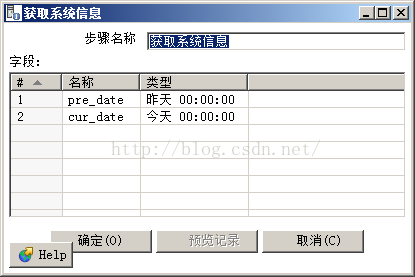 获取系统信息
步骤名称 获取系统信息
字段:
# 名称 类型
1 pre_date 昨天 00:00:00
2 cur_date 今天 00:00:00
http://blog.csdn.net/
确定(O) 预览记录 取消(C)
Help